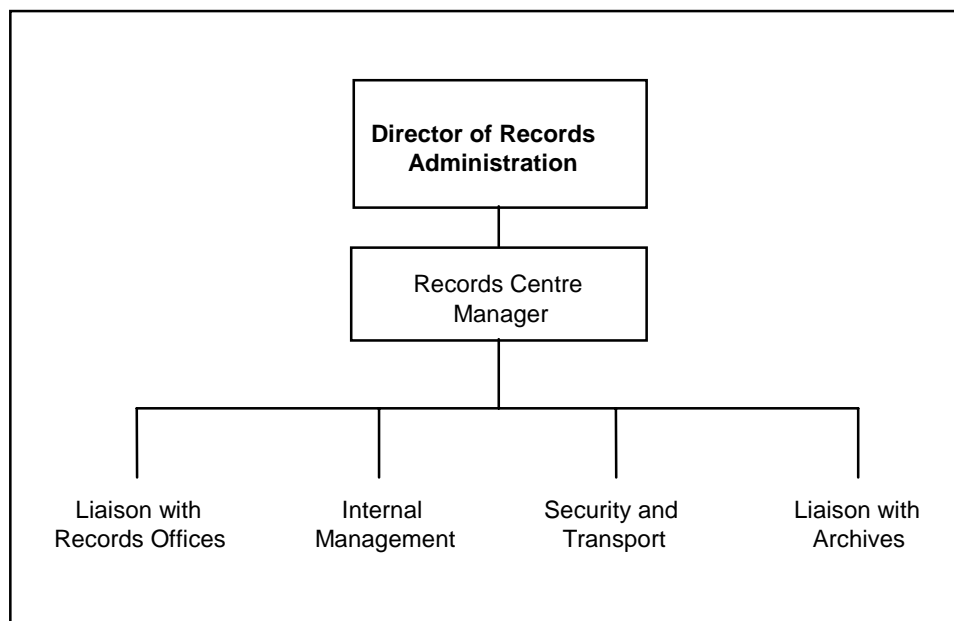 Director of Records
Administration
Records Centre
Manager
Liaison with
Records Offices
Internal
Management
Security and
Transport
Liaison with
Archives